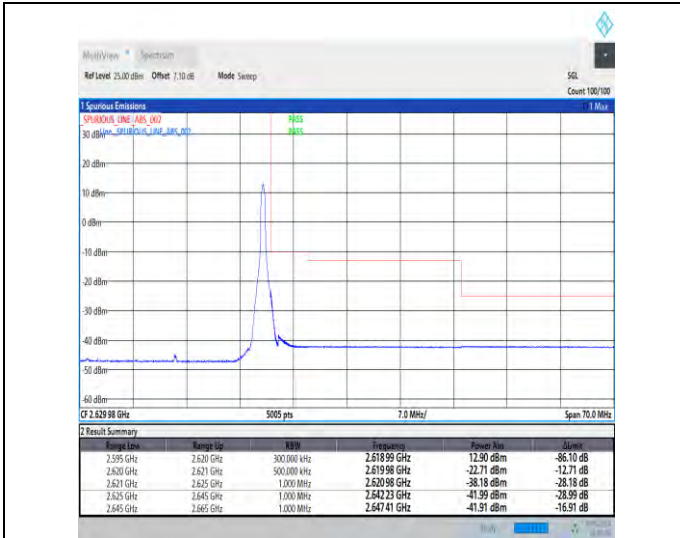 MultiView Spectrum
Ref Level 25.00 dBm Offset 7.10 dB Mode Sweep SGL
Count 100/100
1 Spurious Emissions 1 Max
SPURIOUS_LINE_ABS_002 PASS
30 dBm Line _SPURIOUS_LINE_ABS_002 PASS
20 dBm
10 dBm
0 dBm
-10 dBm
-20 dBm
-30 dBm
-40 dBm
-50 dBm
-60 dBm
CF 2.629 98 GHz 5005 pts 7.0 MHz/ Span 70.0 MHz
2 Result Summary
Range Low Range Up RBW Frequency Power Abs ΔLimit
2.595 GHz 2.620 GHz 300.000 kHz 2.618 99 GHz 12.90 dBm -86.10 dB
2.620 GHz 2.621 GHz 500.000 kHz 2.619 98 GHz -22.71 dBm -12.71 dB
2.621 GHz 2.625 GHz 1.000 MHz 2.620 98 GHz -38.18 dBm -28.18 dB
2.625 GHz 2.645 GHz 1.000 MHz 2.642 23 GHz -41.99 dBm -28.99 dB
2.645 GHz 2.665 GHz 1.000 MHz 2.647 41 GHz -41.91 dBm -16.91 dB